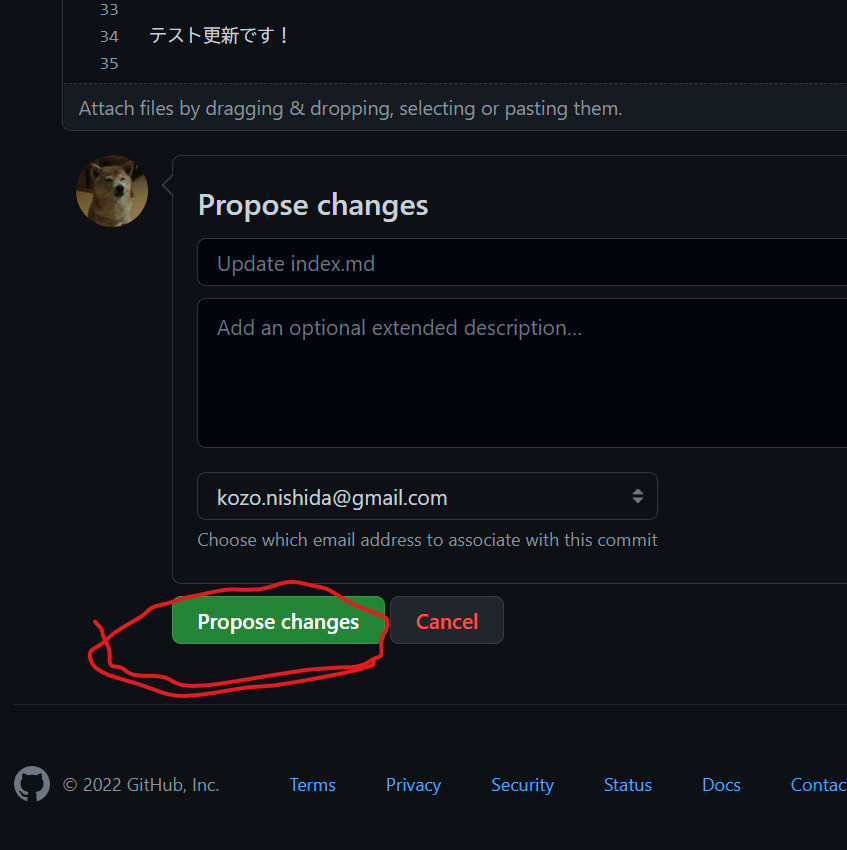 33
34 テスト更新です！
35
Attach files by dragging & dropping, selecting or pasting them.
Propose changes
Update index.md
Add an optional extended description...
kozo.nishida@gmail.com
Choose which email address to associate with this commit
Propose changes Cancel
© 2022 GitHub, Inc. Terms Privacy Security Status Docs Contac